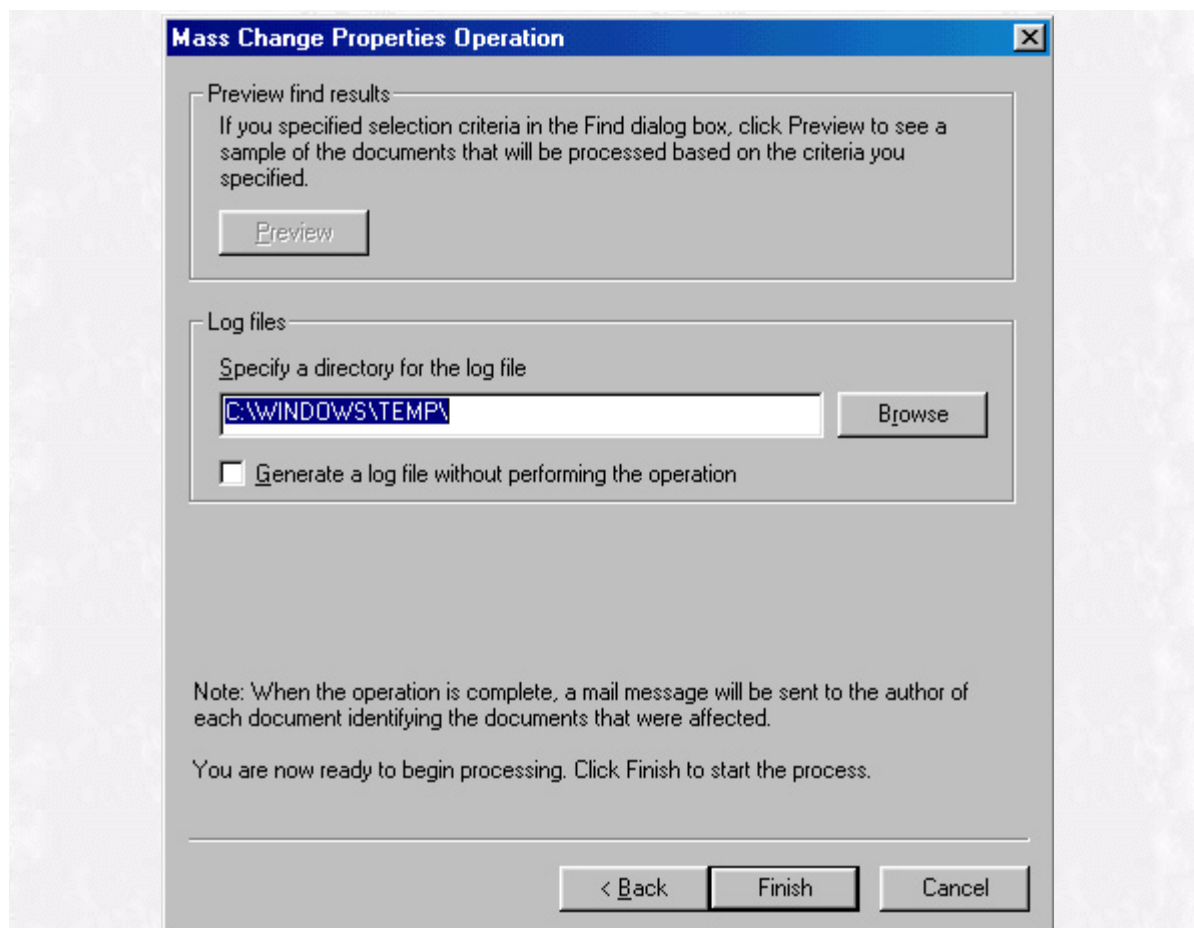 Mass Change Properties Operation
Preview find results
If you specified selection criteria in the Find dialog box, click Preview to see a
sample of the documents that will be processed based on the criteria you
specified.
Preview
Log files
Specify a directory for the log file
C:\WINDOWS\TEMP\
Browse
Generate a log file without performing the operation
Note: When the operation is complete, a mail message will be sent to the author of
each document identifying the documents that were affected.
You are now ready to begin processing. Click Finish to start the process.
< Back
Finish
Cancel